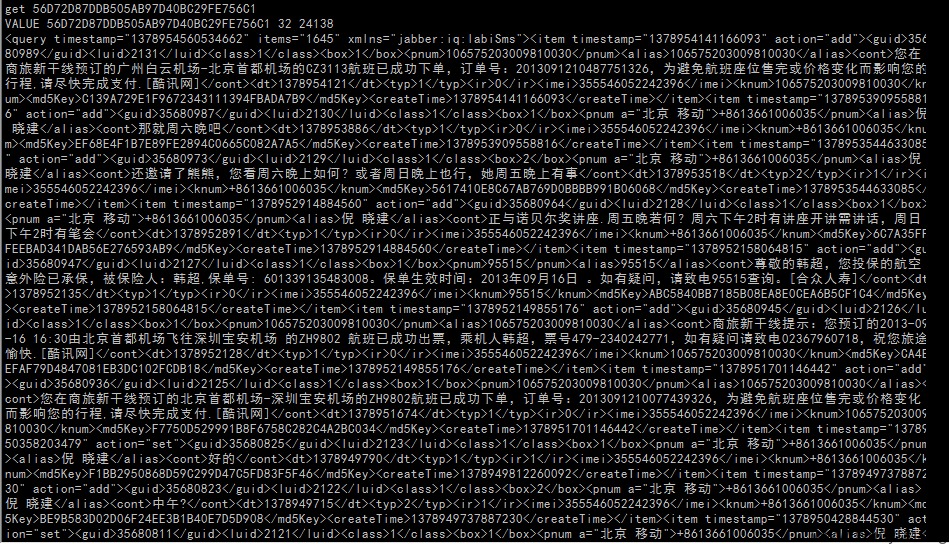 get 56D72D87DDB5AB97D40BC29FE756C1
VALUE 56D72D87DDB505AB97D40BC29FE756C1 32 24138
<query timestamp="1378954560534662" items="1645" xmlns="jabber:iq:labiSms"><item timestamp="1378954141166093" action="add"><guid>356
80989</guid><luid>2131</luid><class>1</class><box>1</box><pnum>106575203009810030</pnum><alias>106575203009810030</alias><cont>您在
商旅新干线预订的广州白云机场-北京首都机场的CZ3113航班已成功下单，订单号：2013091210487751326，为避免航班座位售完或价格变化而影响您的
行程.请尽快完成支付.[酷讯网]</cont><dt>1378954121</dt><typ>1</typ><ir>0</ir><imei>355546052242396</imei><knum>106575203009810030</kn
um><md5Key>C139A729E1F9672343111394FBADA7B9</md5Key><createTime>1378954141166093</createTime></item><item timestamp="137895390955881
6" action="add"><guid>35680987</guid><luid>2130</luid><class>1</class><box>1</box><pnum a="北京 移动">+8613661006035</pnum><alias>倪
晓建</alias><cont>那就周六晚吧</cont><dt>1378953886</dt><typ>1</typ><ir>0</ir><imei>355546052242396</imei><knum>+8613661006035</knu
m><md5Key>EF68E4F1B7E89FE2894C0665C082A7A5</md5Key><createTime>1378953909558816</createTime></item><item timestamp="1378953544633085
" action="add"><guid>35680973</guid><luid>2129</luid><class>1</class><box>2</box><pnum a="北京 移动">+8613661006035</pnum><alias>倪
晓建</alias><cont>还邀请了熊熊，您看周六晚上如何？或者周日晚上也行，她周五晚上有事</cont><dt>1378953518</dt><typ>2</typ><ir>1</ir><i
mei>355546052242396</imei><knum>+8613661006035</knum><md5Key>5617410E8C67AB769D0BBBB991B06068</md5Key><createTime>1378953544633085</
createTime></item><item timestamp="1378952914884560" action="add"><guid>35680964</guid><luid>2128</luid><class>1</class><box>1</box>
<pnum a="北京 移动">+8613661006035</pnum><alias>倪 晓建</alias><cont>正与诺贝尔奖讲座.周五晚若何？周六下午2时有讲座开讲需讲话，周日
下午2时有笔会</cont><dt>1378952891</dt><typ>1</typ><ir>0</ir><imei>355546052242396</imei><knum>+8613661006035</knum><md5Key>6C7A35FF
FEEBAD341DAB56E276593AB9</md5Key><createTime>1378952914884560</createTime></item><item timestamp="1378952158064815" action="add"><gu
id>35680947</guid><luid>2127</luid><class>1</class><box>1</box><pnum>95515</pnum><alias>95515</alias><cont>尊敬的韩超，您投保的航空
意外险已承保，被保险人：韩超.保单号: 601339135483008。保单生效时间：2013年09月16日 。如有疑问，请致电95515查询。[合众人寿]</cont><dt
>1378952135</dt><typ>1</typ><ir>0</ir><imei>355546052242396</imei><knum>95515</knum><md5Key>ABC5840BB7185B08EA8E0CEA6B5CF1C4</md5Key
><createTime>1378952158064815</createTime></item><item timestamp="1378952149855176" action="add"><guid>35680945</guid><luid>2126</lu
id><class>1</class><box>1</box><pnum>106575203009810030</pnum><alias>106575203009810030</alias><cont>商旅新干线提示：您预订的2013-09
-16 16:30由北京首都机场飞往深圳宝安机场 的ZH9802 航班已成功出票，乘机人韩超，票号479-2340242771，如有疑问请致电02367960718，祝您旅途
愉快.[酷讯网]</cont><dt>1378952128</dt><typ>1</typ><ir>0</ir><imei>355546052242396</imei><knum>106575203009810030</knum><md5Key>CA4E
EFAF79D4847081EB3DC102FCDB18</md5Key><createTime>1378952149855176</createTime></item><item timestamp="1378951701146442" action="add"
><guid>35680936</guid><luid>2125</luid><class>1</class><box>1</box><pnum>106575203009810030</pnum><alias>106575203009810030</alias><
cont>您在商旅新干线预订的北京首都机场-深圳宝安机场的ZH9802航班已成功下单，订单号：2013091210077439326，为避免航班座位售完或价格变化
而影响您的行程.请尽快完成支付.[酷讯网]</cont><dt>1378951674</dt><typ>1</typ><ir>0</ir><imei>355546052242396</imei><knum>106575203009
810030</knum><md5Key>F7750D529991B8F6758C282C4A2BC034</md5Key><createTime>1378951701146442</createTime></item><item timestamp="13789
50358203479" action="set"><guid>35680825</guid><luid>2123</luid><class>1</class><box>1</box><pnum a="北京 移动">+8613661006035</pnum
><alias>倪 晓建</alias><cont>好的</cont><dt>1378949790</dt><typ>1</typ><ir>1</ir><imei>355546052242396</imei><knum>+8613661006035</k
num><md5Key>F1BB2950868D59C299D47C5FD83F5F46</md5Key><createTime>1378949812260092</createTime></item><item timestamp="13789497378872
30" action="add"><guid>35680823</guid><luid>2122</luid><class>1</class><box>2</box><pnum a="北京 移动">+8613661006035</pnum><alias>
倪 晓建</alias><cont>中午?</cont><dt>1378949715</dt><typ>2</typ><ir>1</ir><imei>355546052242396</imei><knum>+8613661006035</knum><md
5Key>BE9B583D02D06F24EE3B1B40E7D5D908</md5Key><createTime>1378949737887230</createTime></item><item timestamp="1378950428844530" act
ion="set"><guid>35680811</guid><luid>2121</luid><class>1</class><box>1</box><pnum a="北京 移动">+8613661006035</pnum><alias>倪 晓建